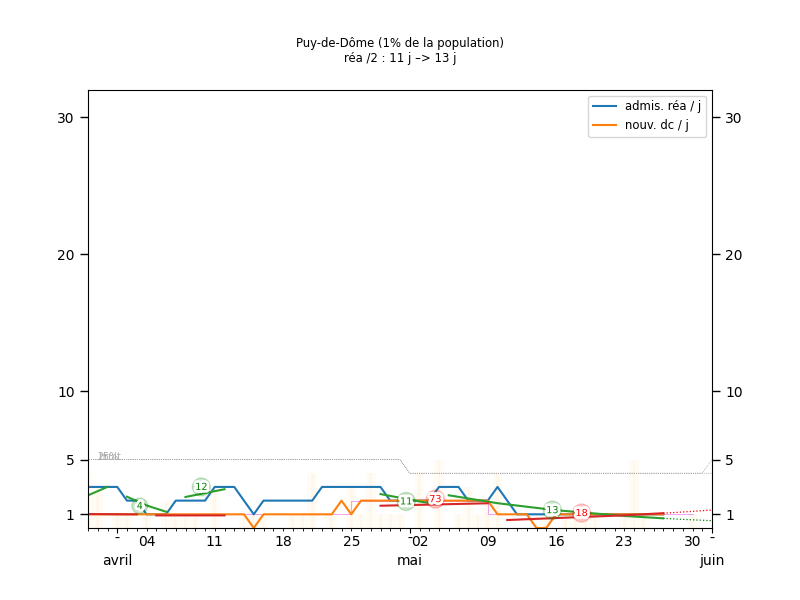 Puy-de-Dôme (1% de la population)
réa /2 : 11 j –> 13 j
admis. réa / j
nouv. dc / j
30 30
20 20
10 10
5 5
1 1
12
4
11
73
13
18
- 04 11 18 25 - 02 09 16 23 30 -
avril mai juin